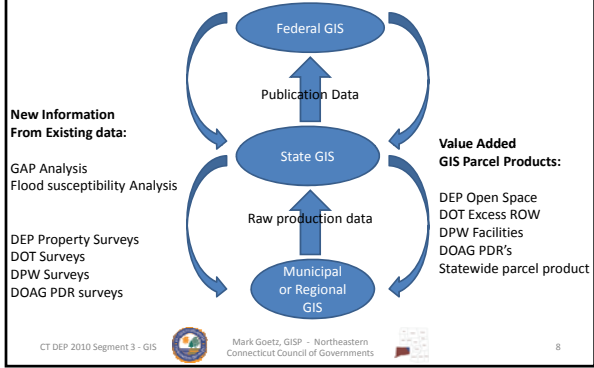 Federal GIS
Publication Data
New Information
From Existing data:
GAP Analysis
Flood susceptibility Analysis
DEP Property Surveys
DOT Surveys
DPW Surveys
DOAG PDR surveys
State GIS
Raw production data
Municipal
or Regional
GIS
Value Added
GIS Parcel Products:
DEP Open Space
DOT Excess ROW
DPW Facilities
DOAG PDR's
Statewide parcel product
CT DEP 2010 Segment 3 - GIS
Mark Goetz, GISP - Northeastern
Connecticut Council of Governments
8